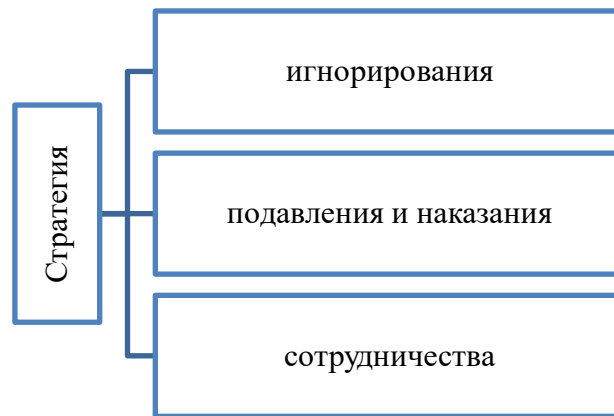 Стратегия
игнорирования
подавления и наказания
сотрудничества